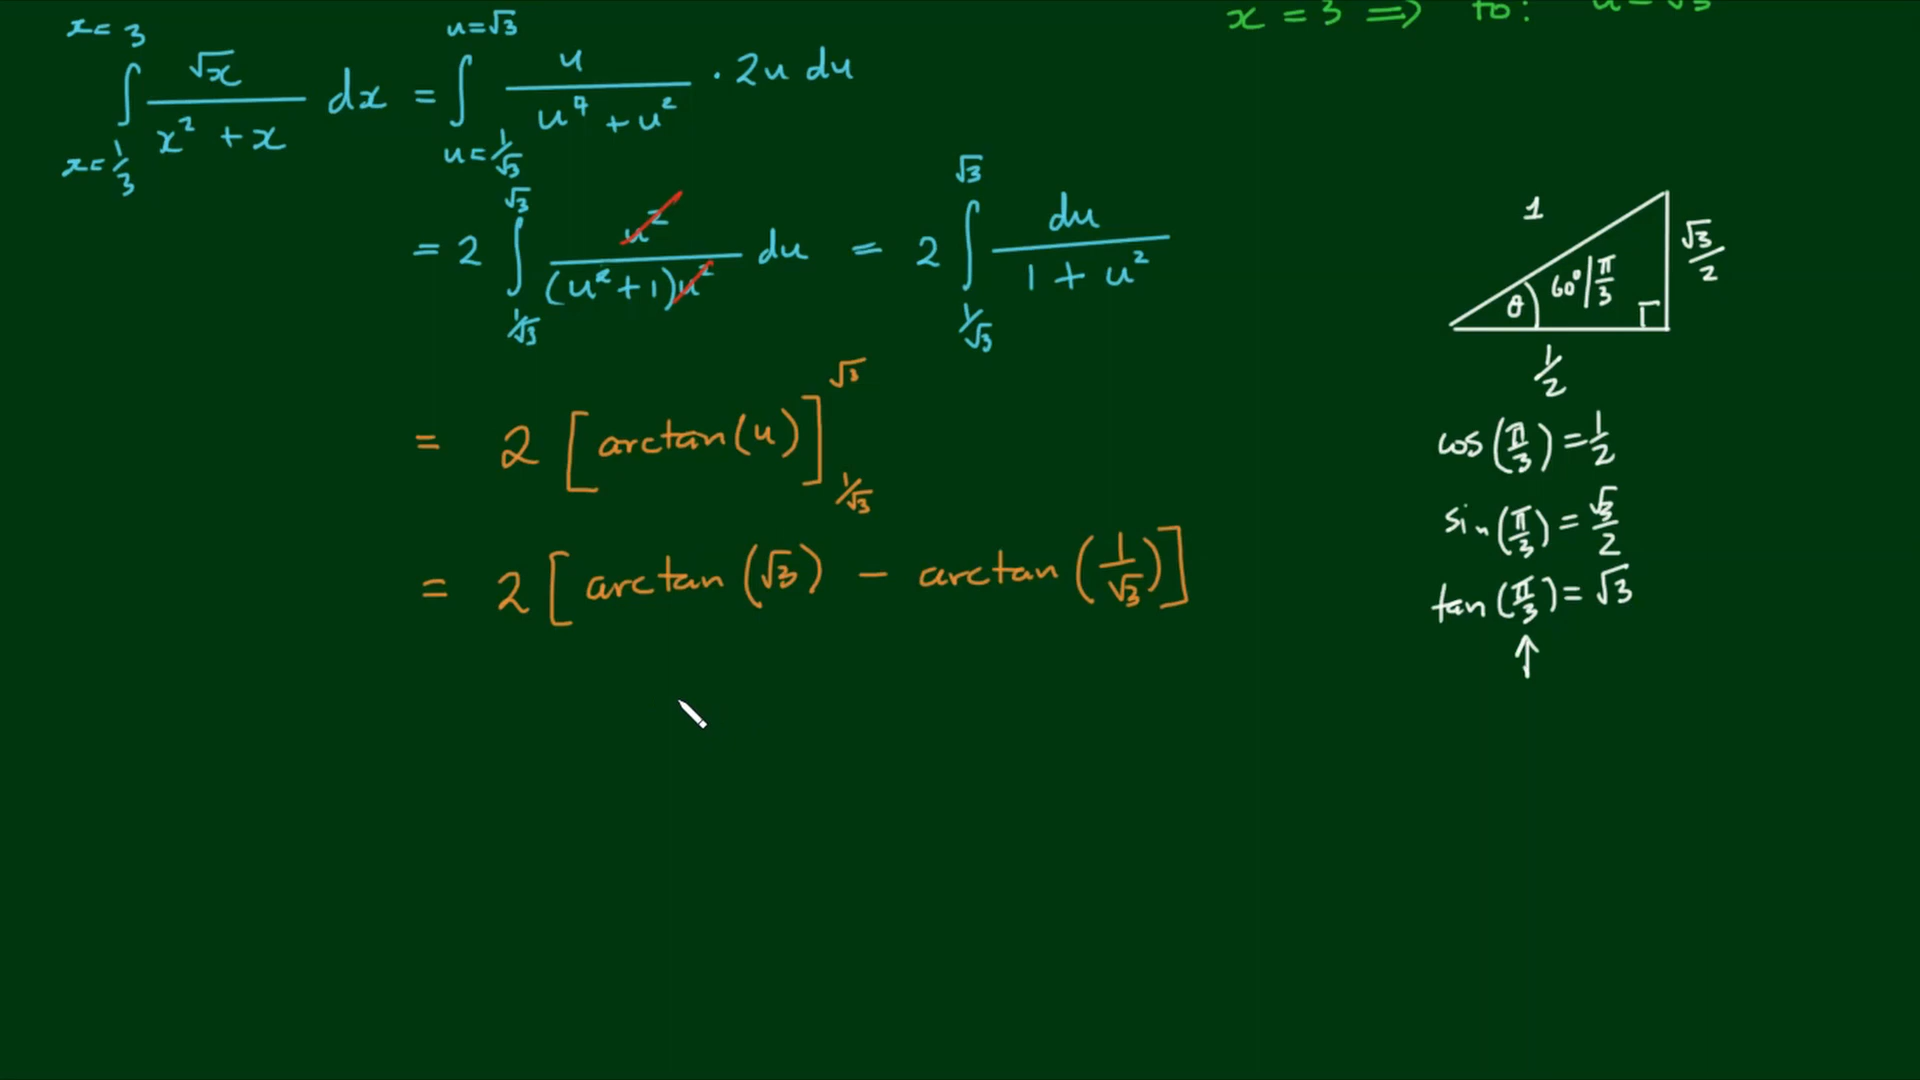 x = 3 ⇒ to: u = √3
∫_{x=1/3}^{x=3} √x / (x² + x) dx = ∫_{u=1/√3}^{u=√3} u / (u⁴ + u²) · 2u du
= 2 ∫_{1/√3}^{√3} u² / ((u² + 1)u²) du = 2 ∫_{1/√3}^{√3} du / (1 + u²)
= 2 [arctan(u)]_{1/√3}^{√3}
= 2 [arctan(√3) − arctan(1/√3)]
1
√3/2
θ 60° | π/3
1/2
cos(π/3) = 1/2
sin(π/3) = √3/2
tan(π/3) = √3
↑